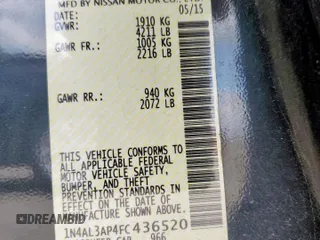 MFD BY NISSAN MOTOR CO.,
DATE: 05/15
GVWR: 1910 KG
4211 LB
GAWR FR.: 1005 KG
2216 LB
GAWR RR.: 940 KG
2072 LB
THIS VEHICLE CONFORMS TO
ALL APPLICABLE FEDERAL
MOTOR VEHICLE SAFETY,
BUMPER, AND THEFT
PREVENTION STANDARDS
IN EFFECT ON THE DATE OF
MANUFACTURE SHOWN ABOVE.
1N4AL3AP4FC436520
PASSENGER CAR 966
DREAMBID